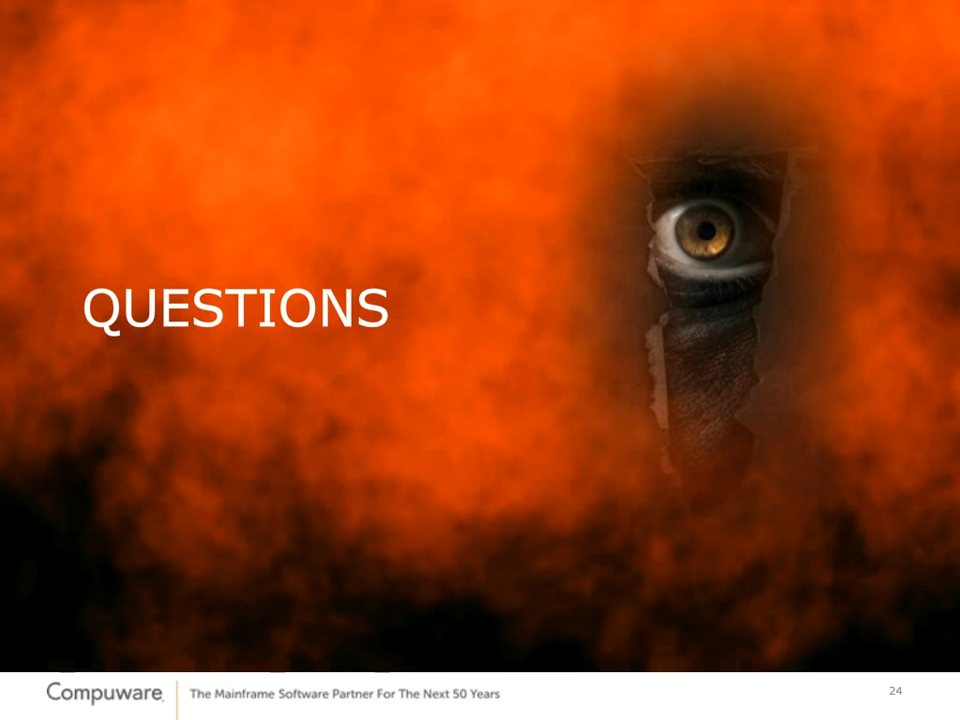 QUESTIONS
Compuware
The Mainframe Software Partner For The Next 50 Years
24